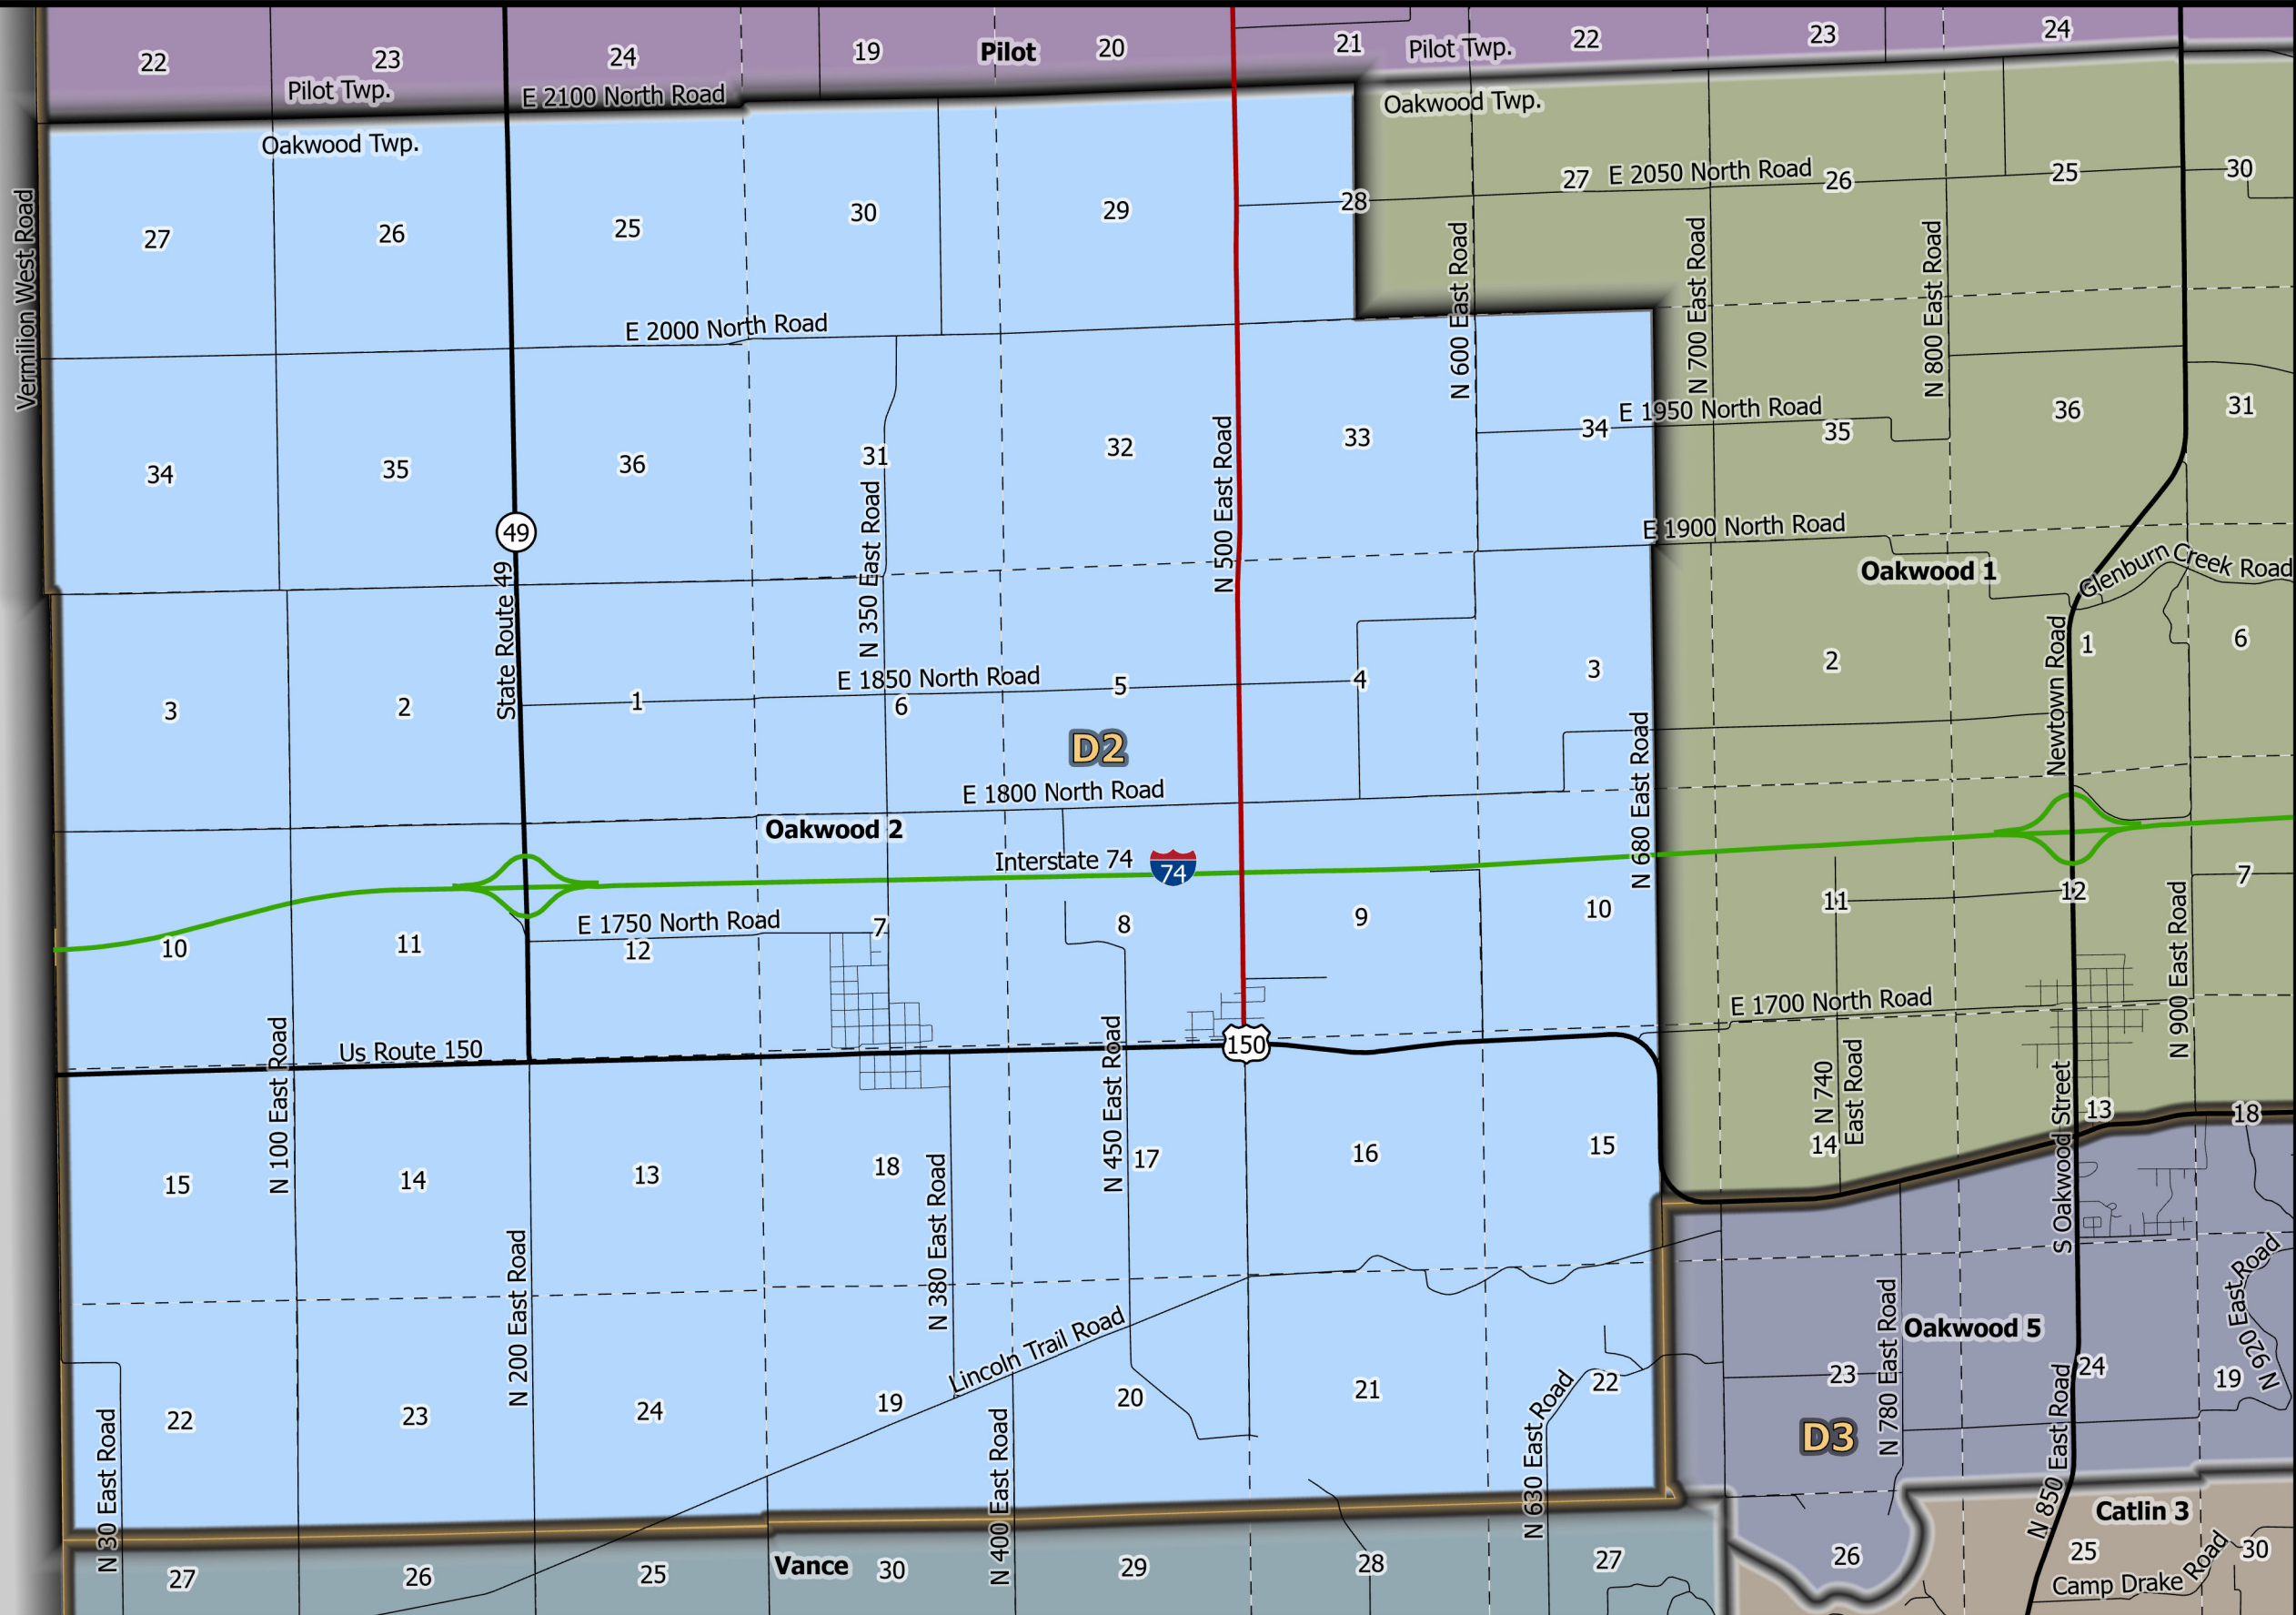 22
23
24
19
Pilot
20
21
Pilot Twp.
22
23
24
Pilot Twp.
E 2100 North Road
Oakwood Twp.
Oakwood Twp.
27
26
25
30
29
28
27
E 2050 North Road
26
25
30
Vermilion West Road
E 2000 North Road
N 600 East Road
N 700 East Road
N 800 East Road
34
35
36
31
32
33
34
E 1950 North Road
35
36
31
49
State Route 49
N 350 East Road
N 500 East Road
E 1900 North Road
Oakwood 1
Glenburn Creek Road
3
2
1
E 1850 North Road
6
5
4
3
2
1
6
Newtown Road
D2
E 1800 North Road
Oakwood 2
N 680 East Road
Interstate 74
74
10
11
E 1750 North Road
12
7
8
9
10
11
12
7
N 900 East Road
E 1700 North Road
Us Route 150
150
N 100 East Road
N 450 East Road
N 740
East Road
S Oakwood Street
15
14
13
18
17
16
15
14
13
18
N 200 East Road
N 380 East Road
Lincoln Trail Road
N 780 East Road
Oakwood 5
N 920 East Road
22
23
24
19
20
21
22
23
24
19
D3
N 30 East Road
N 400 East Road
N 630 East Road
N 850 East Road
Catlin 3
27
26
25
Vance
30
29
28
27
26
25
30
Camp Drake Road